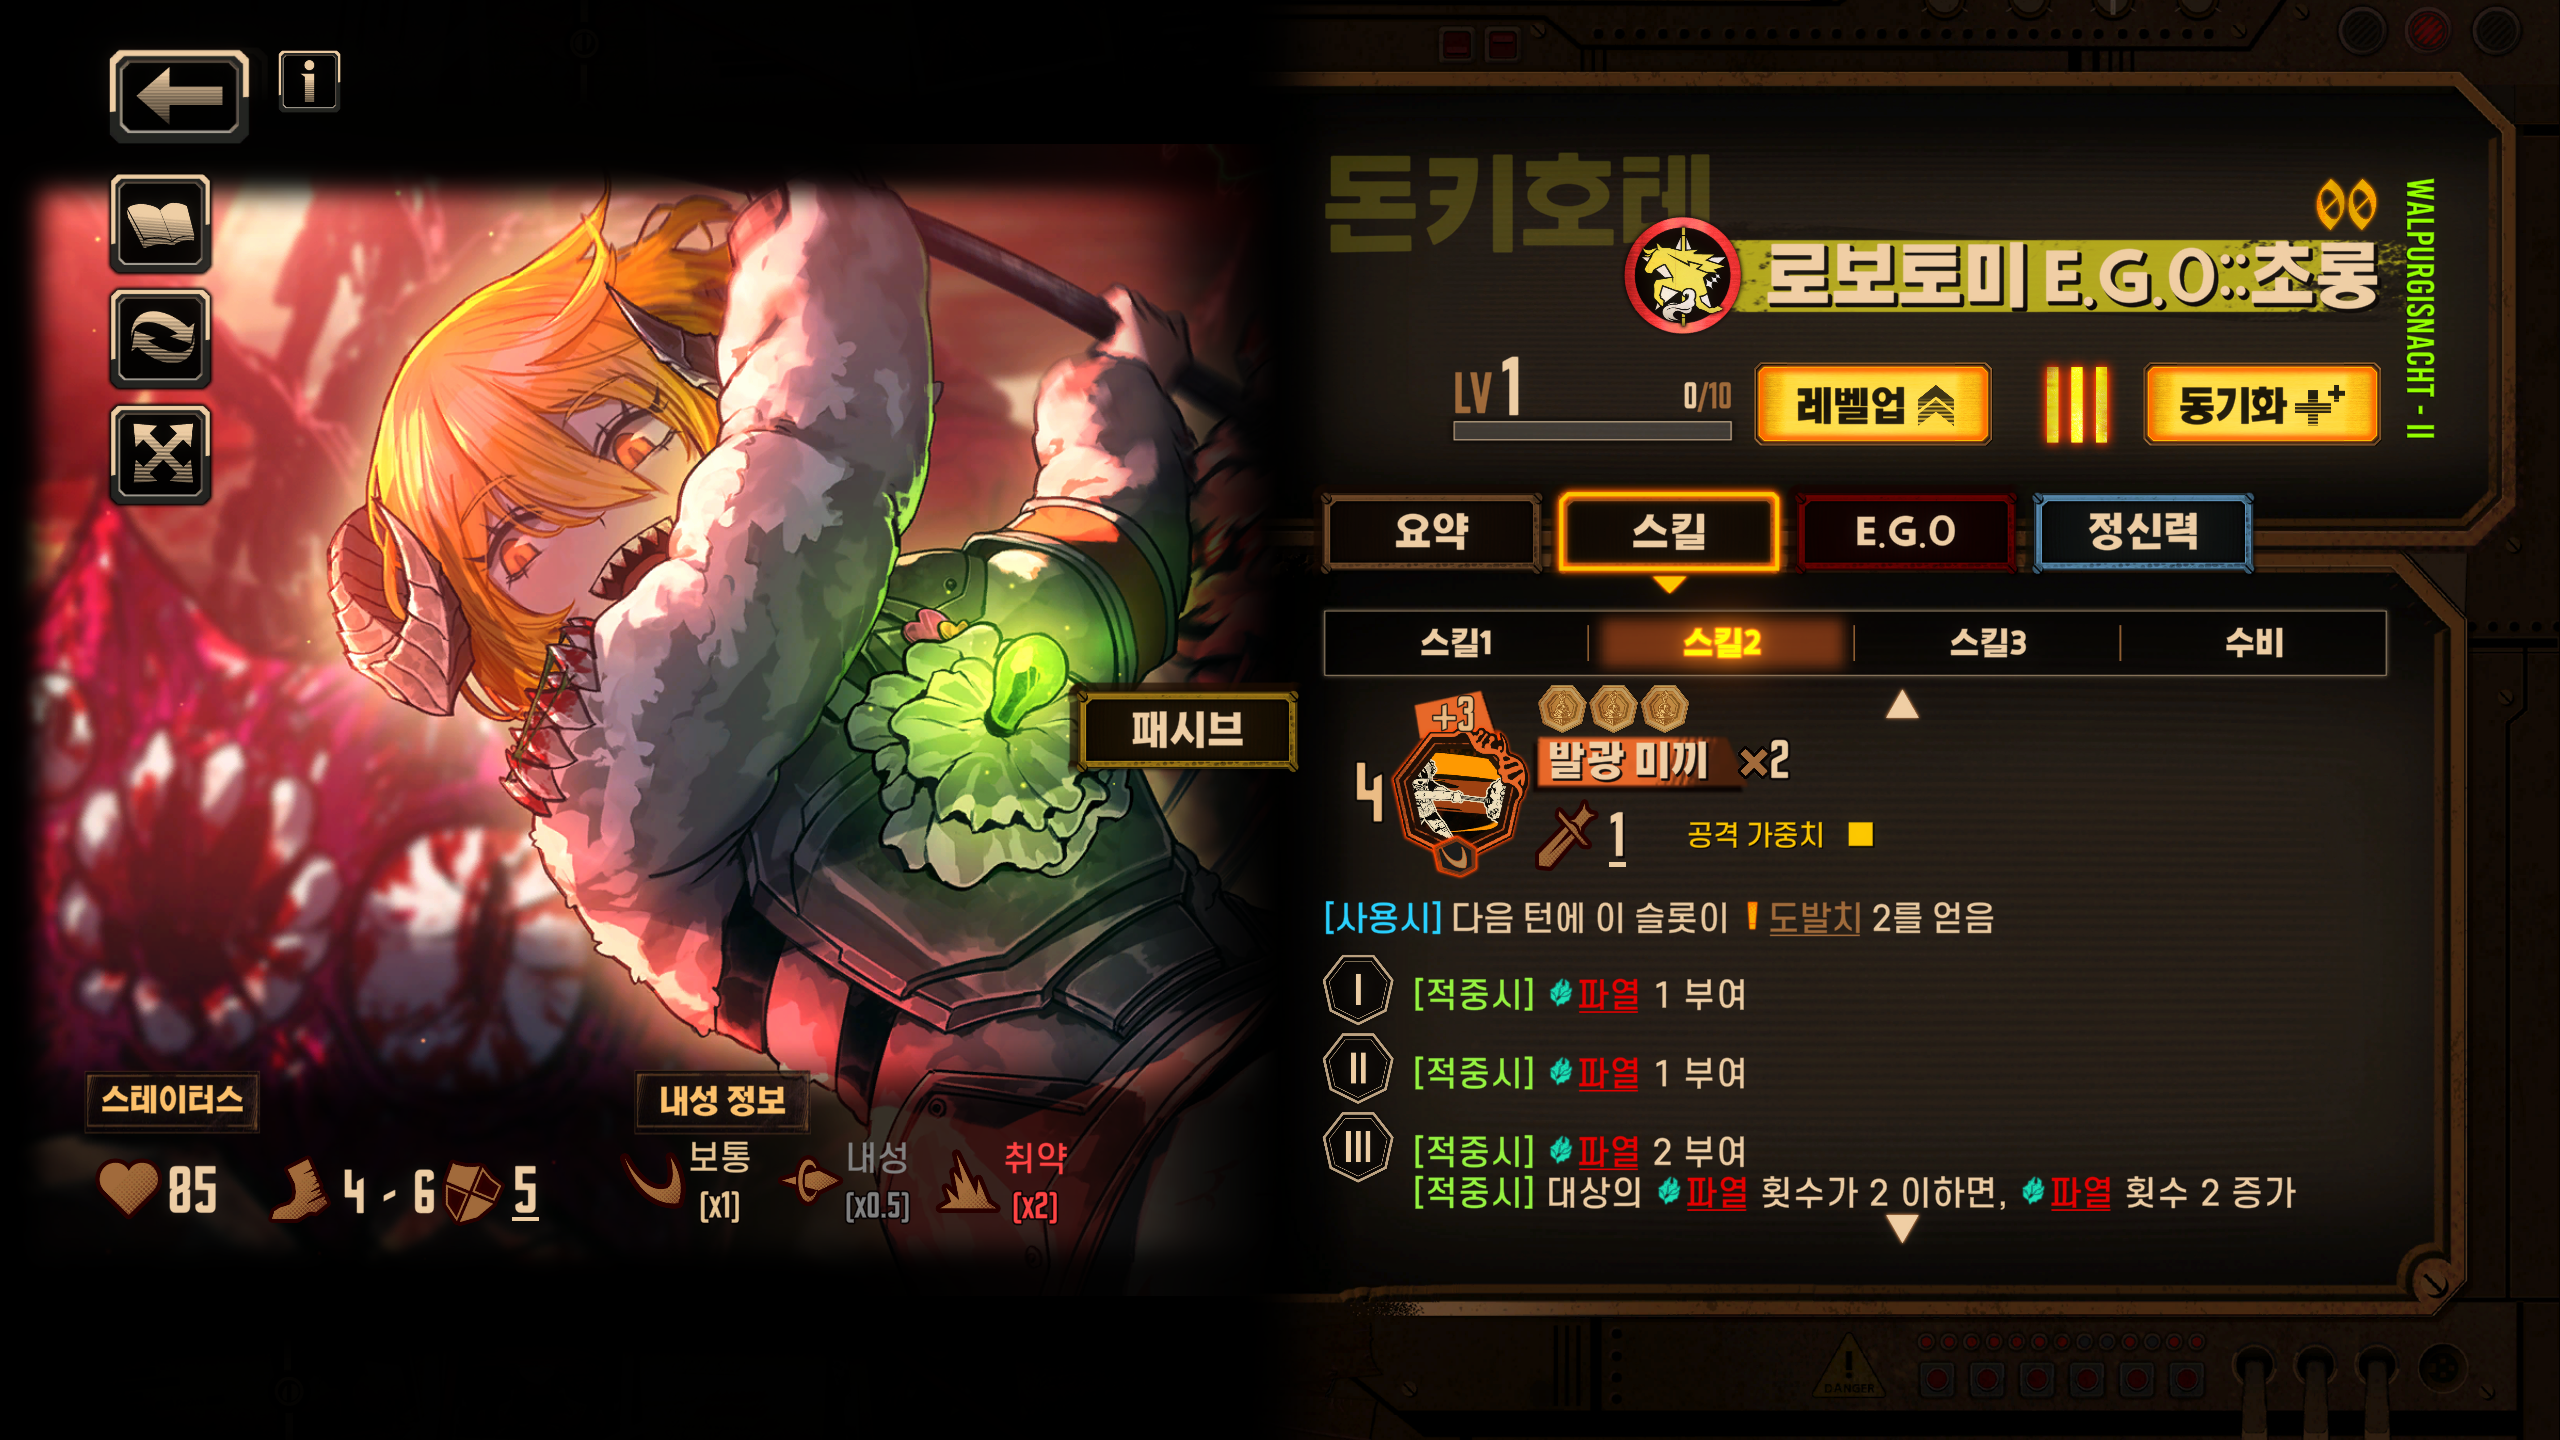 돈키호테
로보토미 E.G.O::초롱
WALPURGISNACHT - II
LV 1
0/10
레벨업
동기화
요약
스킬
E.G.O
정신력
스킬1
스킬2
스킬3
수비
+3
4
발광 미끼 ×2
1
공격 가중치
[사용시] 다음 턴에 이 슬롯이 도발치 2를 얻음
I [적중시] 파열 1 부여
II [적중시] 파열 1 부여
III [적중시] 파열 2 부여
[적중시] 대상의 파열 횟수가 2 이하면, 파열 횟수 2 증가
패시브
스테이터스
85
4 - 6
5
내성 정보
보통
[x1]
내성
[x0.5]
취약
[x2]
DANGER